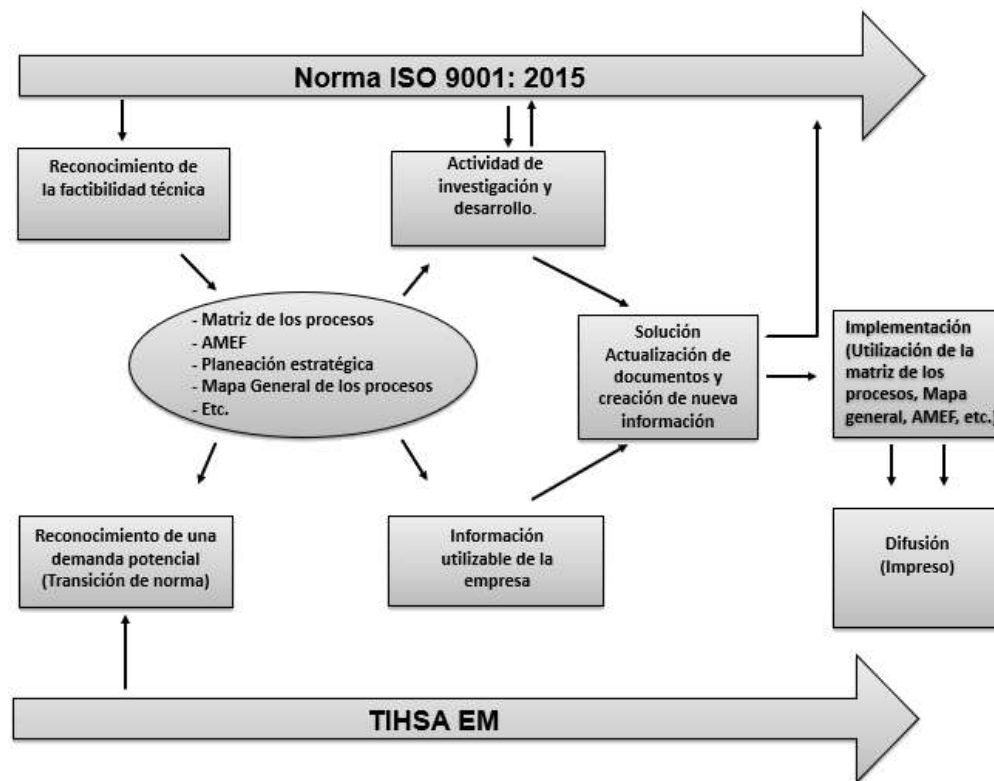 Norma ISO 9001: 2015
Reconocimiento de
la factibilidad técnica
Actividad de
investigación y
desarrollo.
- Matriz de los procesos
- AMEF
- Planeación estratégica
- Mapa General de los procesos
- Etc.
Solución
Actualización de
documentos y
creación de nueva
información
Implementación
(Utilización de la
matriz de los
procesos, Mapa
general, AMEF, etc.)
Reconocimiento de una
demanda potencial
(Transición de norma)
Información
utilizable de la
empresa
Difusión
(Impreso)
TIHSA EM